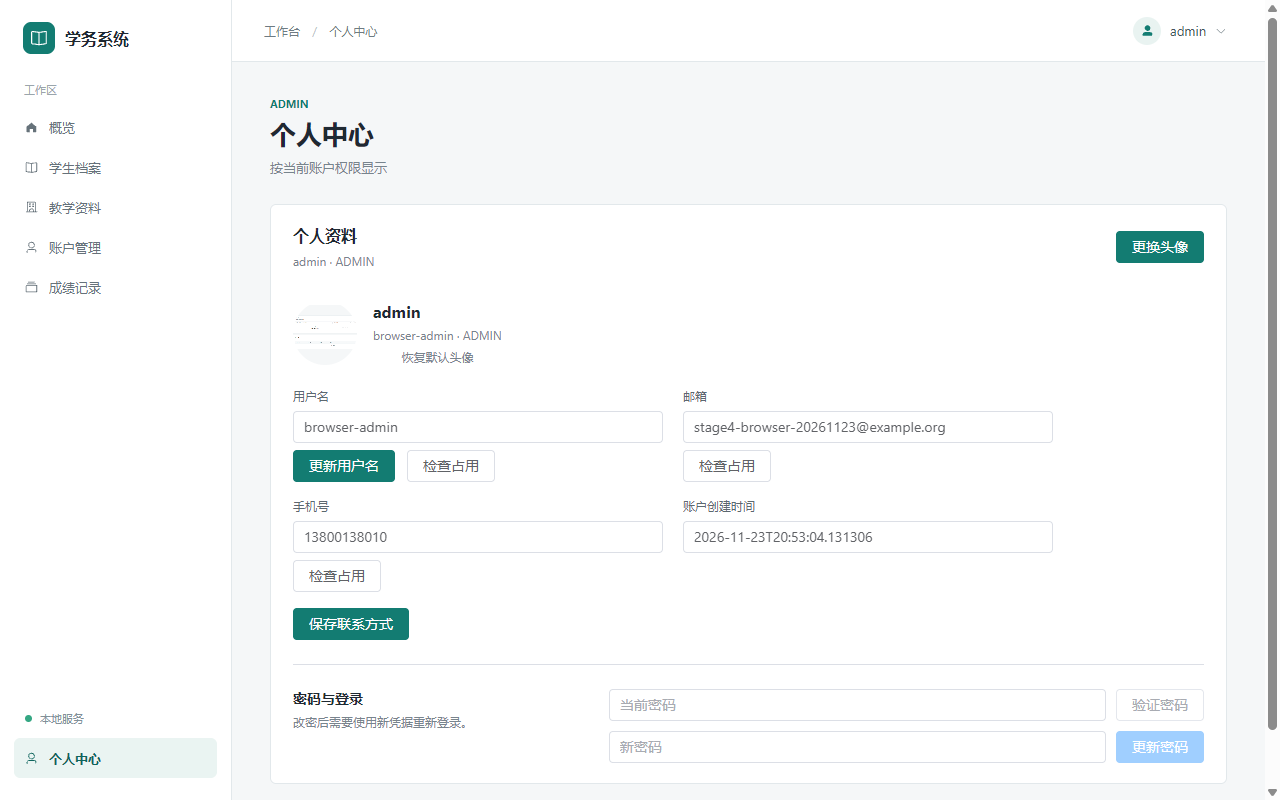 学务系统
工作区
概览
学生档案
教学资料
账户管理
成绩记录
本地服务
个人中心
工作台 / 个人中心
admin
ADMIN
个人中心
按当前账户权限显示
个人资料
admin · ADMIN
更换头像
admin
browser-admin · ADMIN
恢复默认头像
用户名
browser-admin
更新用户名 检查占用
邮箱
stage4-browser-20261123@example.org
检查占用
手机号
13800138010
检查占用
账户创建时间
2026-11-23T20:53:04.131306
保存联系方式
密码与登录
改密后需要使用新凭据重新登录。
当前密码 验证密码
新密码 更新密码